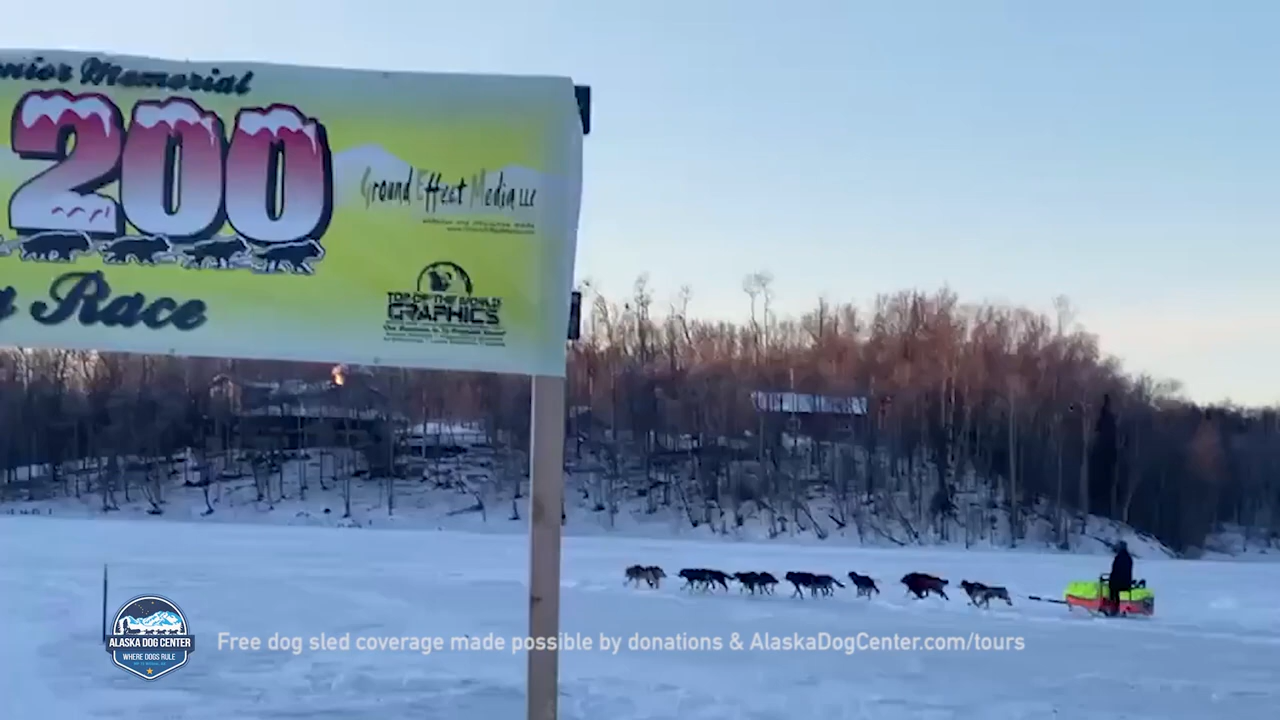 Memorial
200
Race
Ground Effect Media LLC
TOP OF THE WORLD
GRAPHICS
ALASKA DOG CENTER
WHERE DOGS RULE
Free dog sled coverage made possible by donations & AlaskaDogCenter.com/tours